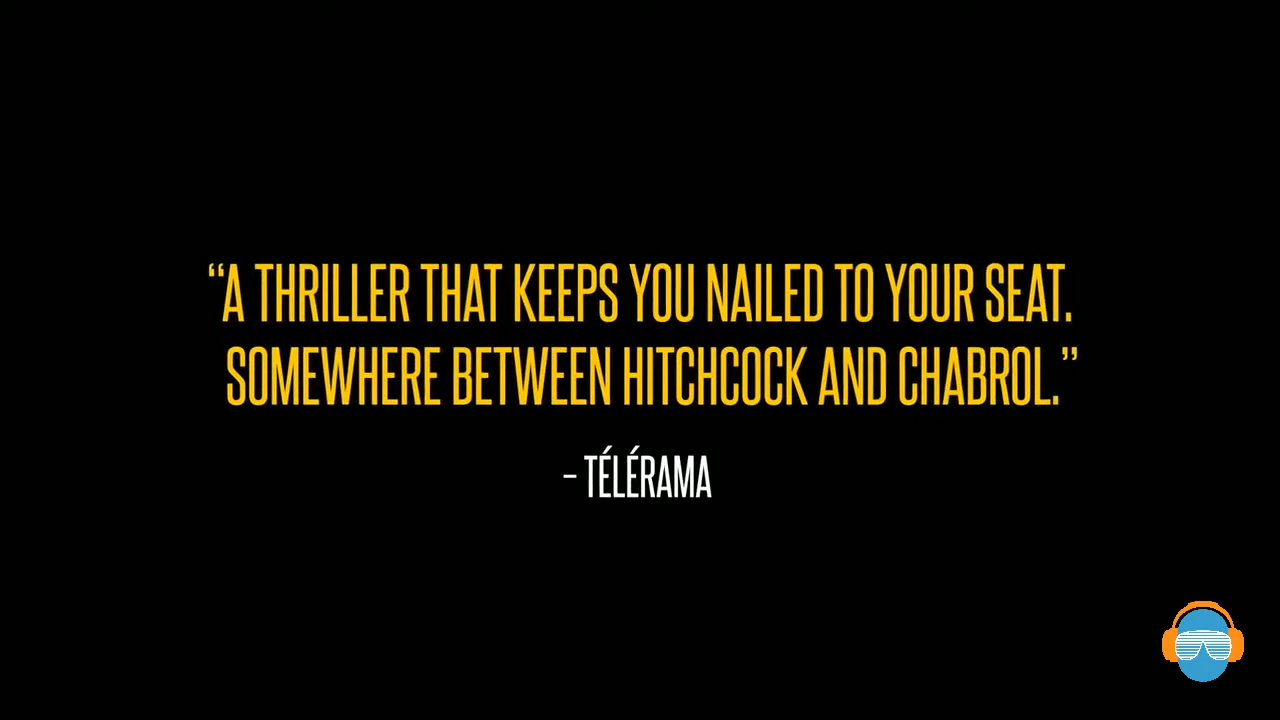 “A THRILLER THAT KEEPS YOU NAILED TO YOUR SEAT.
SOMEWHERE BETWEEN HITCHCOCK AND CHABROL.”
– TÉLÉRAMA